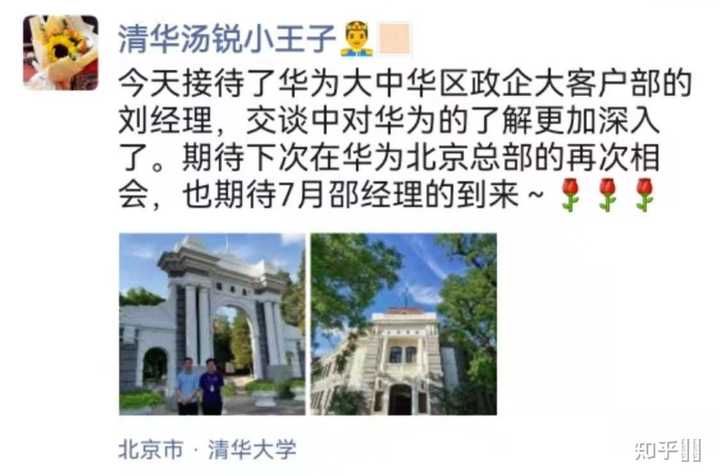 清华汤锐小王子
今天接待了华为大中华区政企大客户部的
刘经理，交谈中对华为的了解更加深入
了。期待下次在华为北京总部的再次相
会，也期待7月邵经理的到来～
北京市·清华大学
知乎